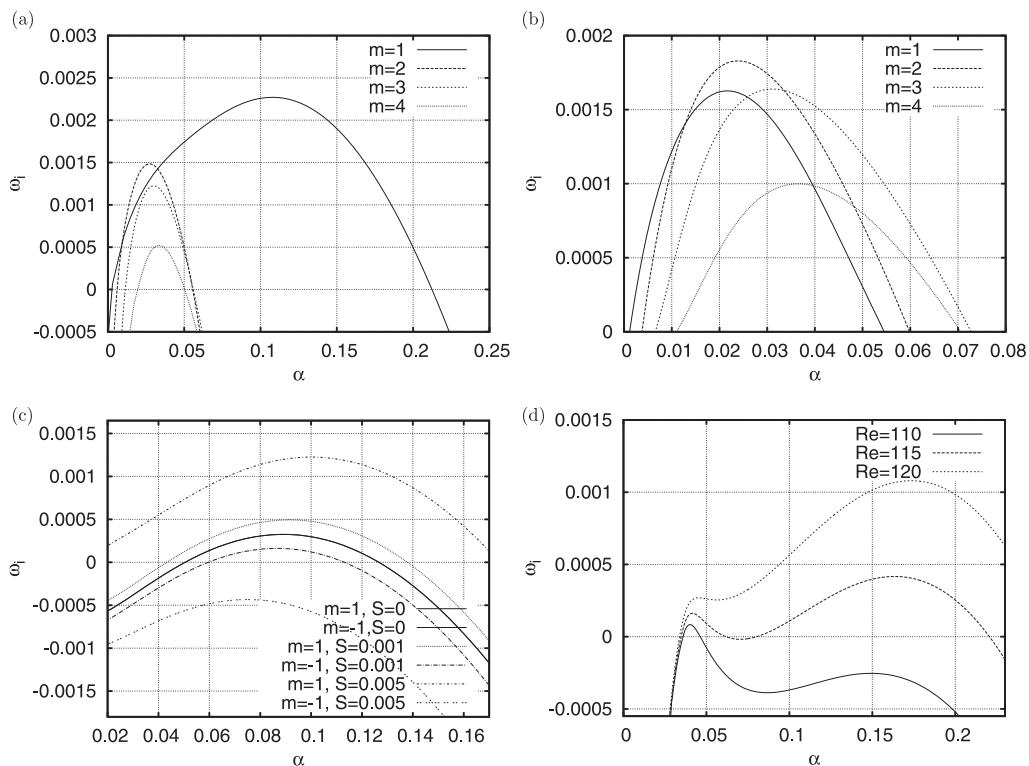 (a)
0.003
0.0025
0.002
0.0015
0.001
0.0005
0
-0.0005
ωi
m=1
m=2
m=3
m=4
0 0.05 0.1 0.15 0.2 0.25
α
(b)
0.002
0.0015
0.001
0.0005
0
ωi
m=1
m=2
m=3
m=4
0 0.01 0.02 0.03 0.04 0.05 0.06 0.07 0.08
α
(c)
0.0015
0.001
0.0005
0
-0.0005
-0.001
-0.0015
ωi
m=1, S=0
m=-1,S=0
m=1, S=0.001
m=-1, S=0.001
m=1, S=0.005
m=-1, S=0.005
0.02 0.04 0.06 0.08 0.1 0.12 0.14 0.16
α
(d)
0.0015
0.001
0.0005
0
-0.0005
ωi
Re=110
Re=115
Re=120
0 0.05 0.1 0.15 0.2
α